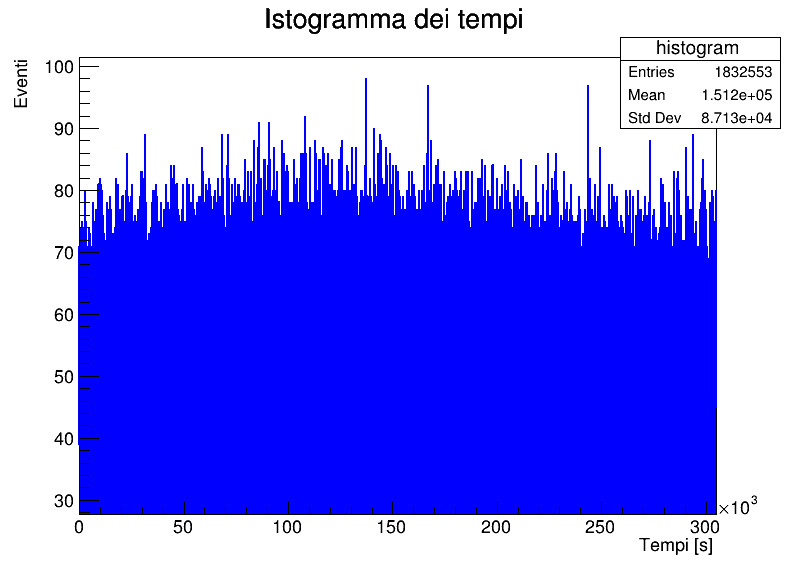 Istogramma dei tempi
histogram
Entries 1832553
Mean 1.512e+05
Std Dev 8.713e+04
Eventi
100
90
80
70
60
50
40
30
0 50 100 150 200 250 300
×10³
Tempi [s]